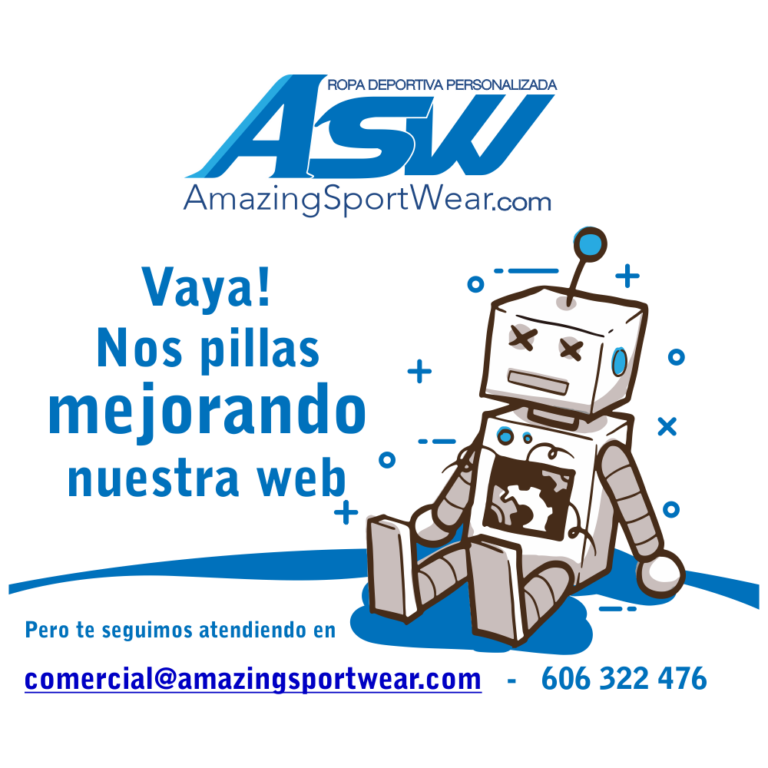 ROPA DEPORTIVA PERSONALIZADA
ASW
AmazingSportWear.com
Vaya!
Nos pillas
mejorando
nuestra web
Pero te seguimos atendiendo en
comercial@amazingsportwear.com - 606 322 476